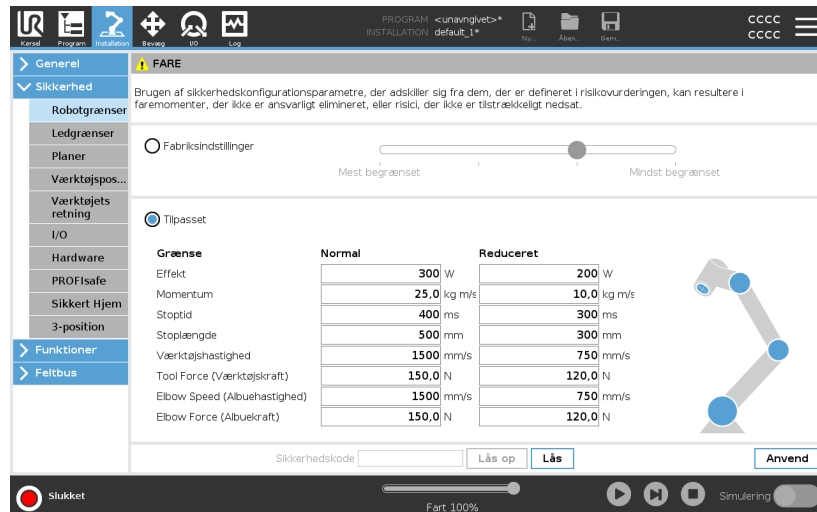 UR
Kørsel Program Installation Bevæg I/O Log
PROGRAM <unavngivet>*
INSTALLATION default_1*
Ny... Åben... Gem...
CCCC
CCCC
Generel
Sikkerhed
Robotgrænser
Ledgrænser
Planer
Værktøjspos...
Værktøjets
retning
I/O
Hardware
PROFIsafe
Sikkert Hjem
3-position
Funktioner
Feltbus
FARE
Brugen af sikkerhedskonfigurationsparametre, der adskiller sig fra dem, der er defineret i risikovurderingen, kan resultere i
faremomenter, der ikke er ansvarligt elimineret, eller risici, der ikke er tilstrækkeligt nedsat.
Fabriksindstillinger
Mest begrænset Mindst begrænset
Tilpasset
Grænse Normal Reduceret
Effekt 300 W 200 W
Momentum 25,0 kg m/s 10,0 kg m/s
Stoptid 400 ms 300 ms
Stoplængde 500 mm 300 mm
Værktøjshastighed 1500 mm/s 750 mm/s
Tool Force (Værktøjskraft) 150,0 N 120,0 N
Elbow Speed (Albuehastighed) 1500 mm/s 750 mm/s
Elbow Force (Albuekraft) 150,0 N 120,0 N
Sikkerhedskode Lås op Lås Anvend
Slukket
Fart 100%
Simulering